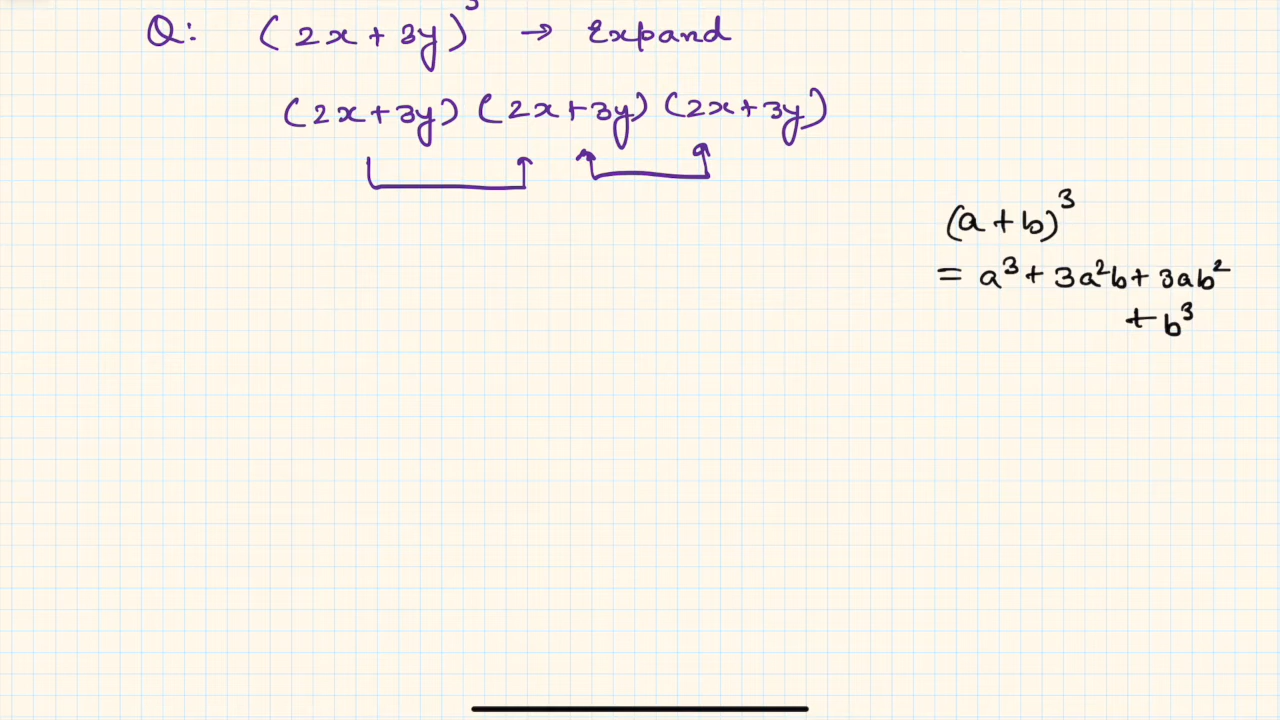 Q: (2x + 3y)³ → Expand
(2x + 3y) (2x + 3y) (2x + 3y)
(a + b)³
= a³ + 3a²b + 3ab²
+ b³